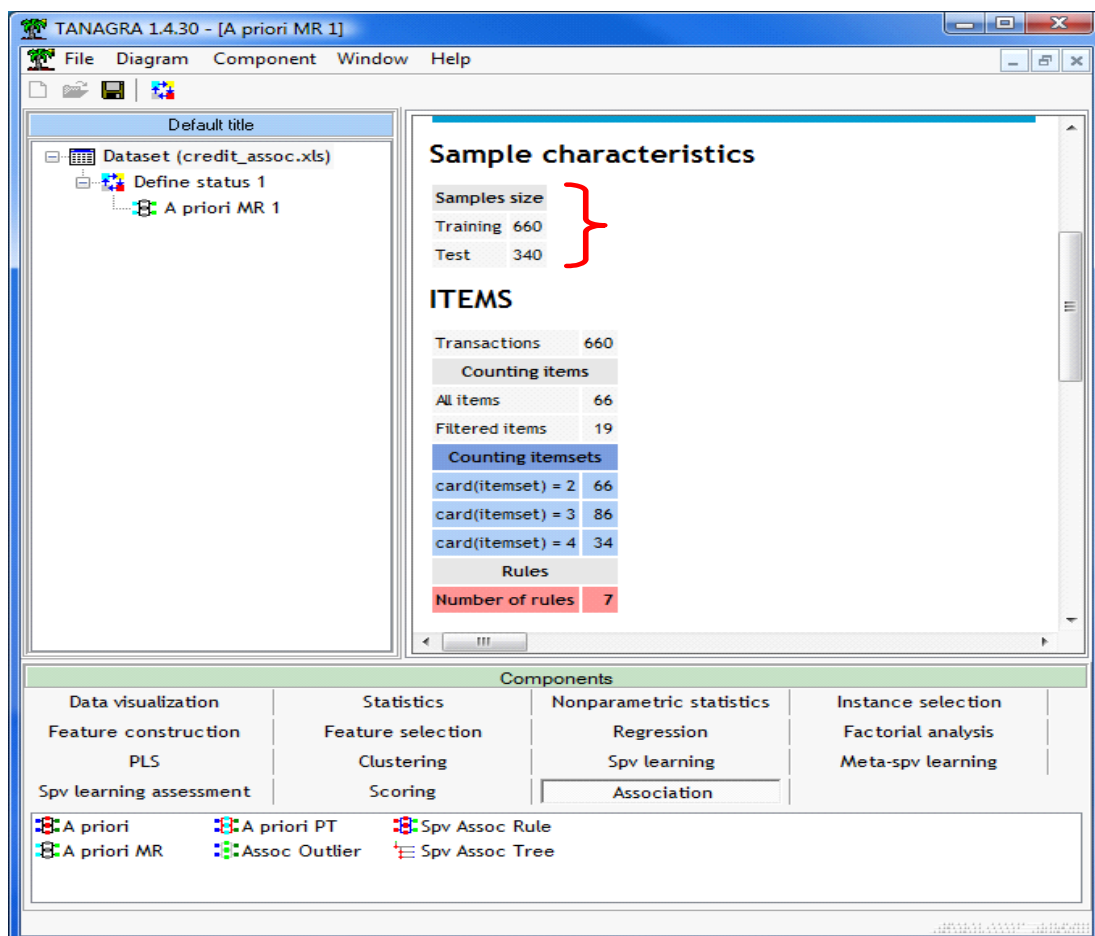 TANAGRA 1.4.30 - [A priori MR 1]
File Diagram Component Window Help
Default title
Dataset (credit_assoc.xls)
Define status 1
A priori MR 1
Sample characteristics
Samples size
Training 660
Test 340
ITEMS
Transactions 660
Counting items
All items 66
Filtered items 19
Counting itemsets
card(itemset) = 2 66
card(itemset) = 3 86
card(itemset) = 4 34
Rules
Number of rules 7
Components
Data visualization Statistics Nonparametric statistics Instance selection
Feature construction Feature selection Regression Factorial analysis
PLS Clustering Spv learning Meta-spv learning
Spv learning assessment Scoring Association
A priori A priori PT Spv Assoc Rule
A priori MR Assoc Outlier Spv Assoc Tree